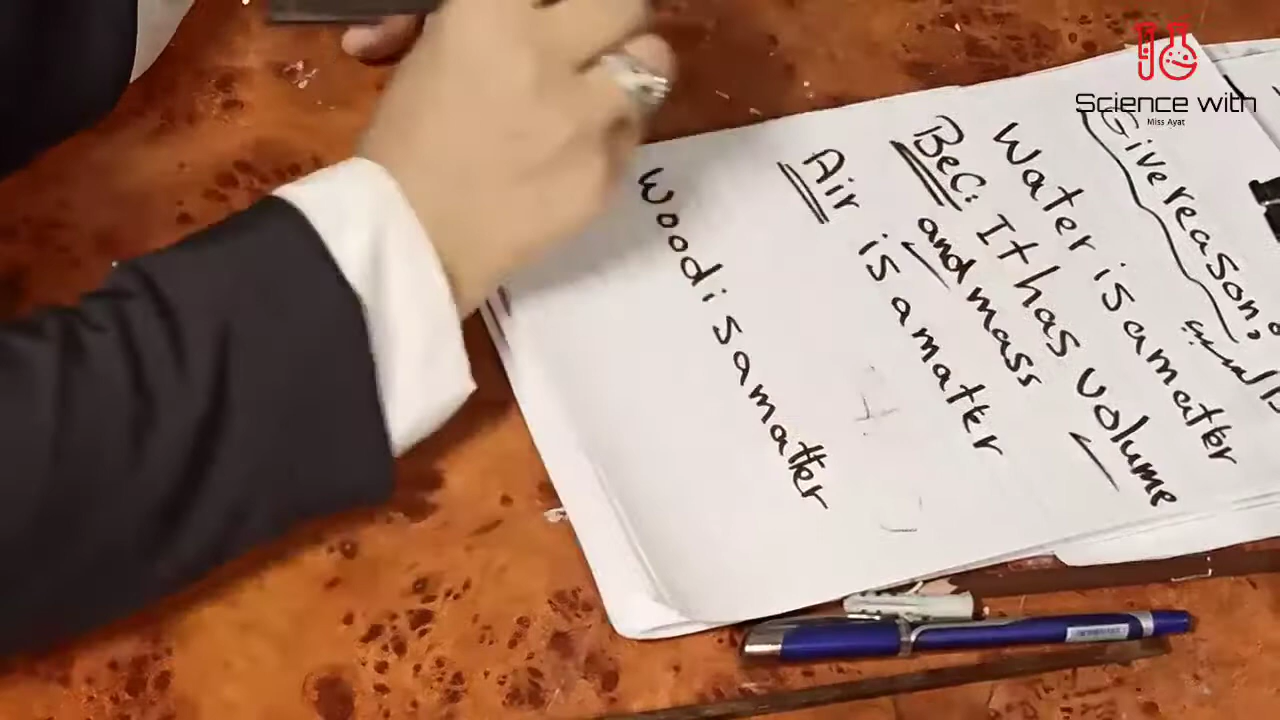 Science with
Miss Ayat
Give reason:
Water is a matter
Bec: It has volume
and mass
Air is a matter
Wood is a matter